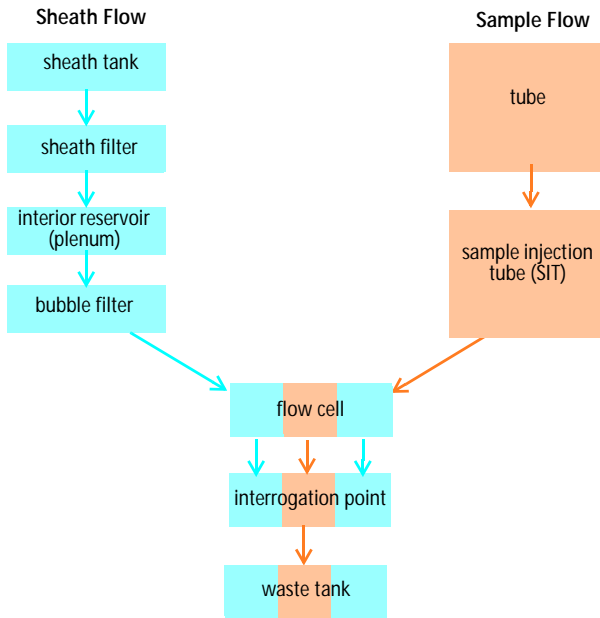 Sheath Flow
Sample Flow
sheath tank
tube
sheath filter
interior reservoir
(plenum)
sample injection
tube (SIT)
bubble filter
flow cell
interrogation point
waste tank